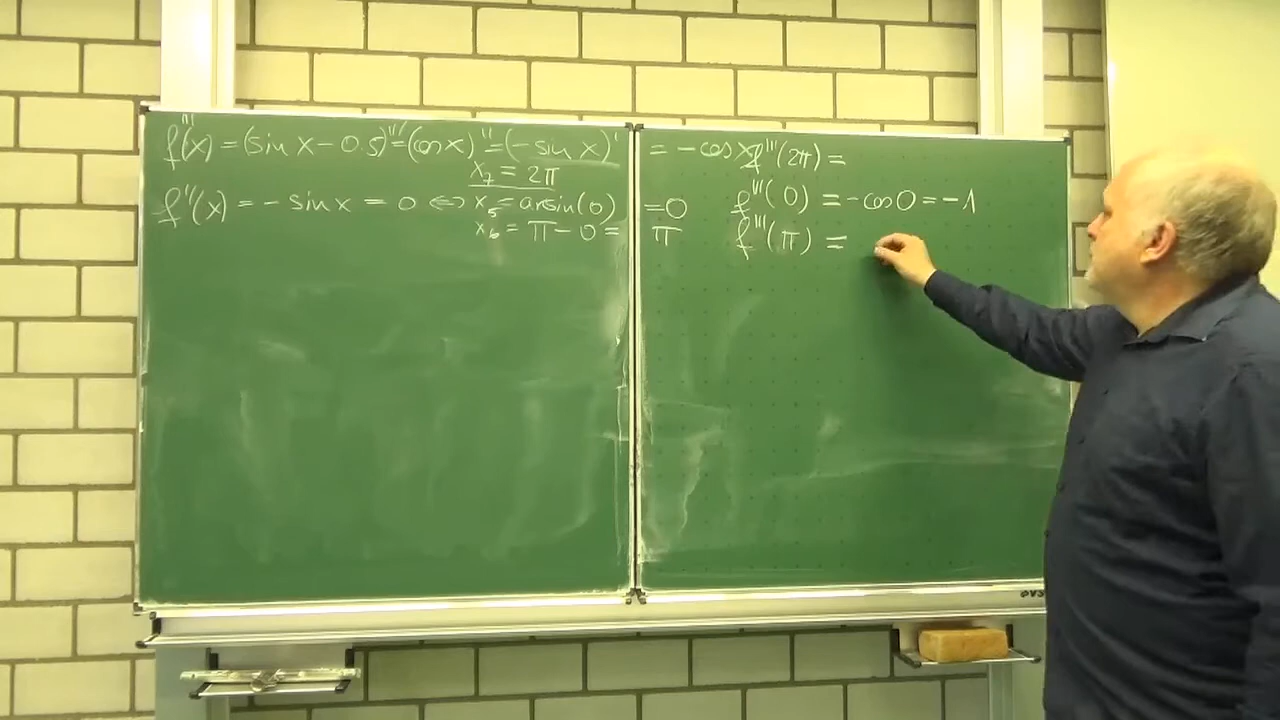 f'''(x) = (sin x - 0.5)''' = (cos x)'' = (-sin x)' = -cos x
f'''(2π) =
x₇ = 2π
f''(x) = - sin x = 0 ⇔ x₅ = arsin(0) = 0
f'''(0) = -cos 0 = -1
x₆ = π - 0 = π
f'''(π) =